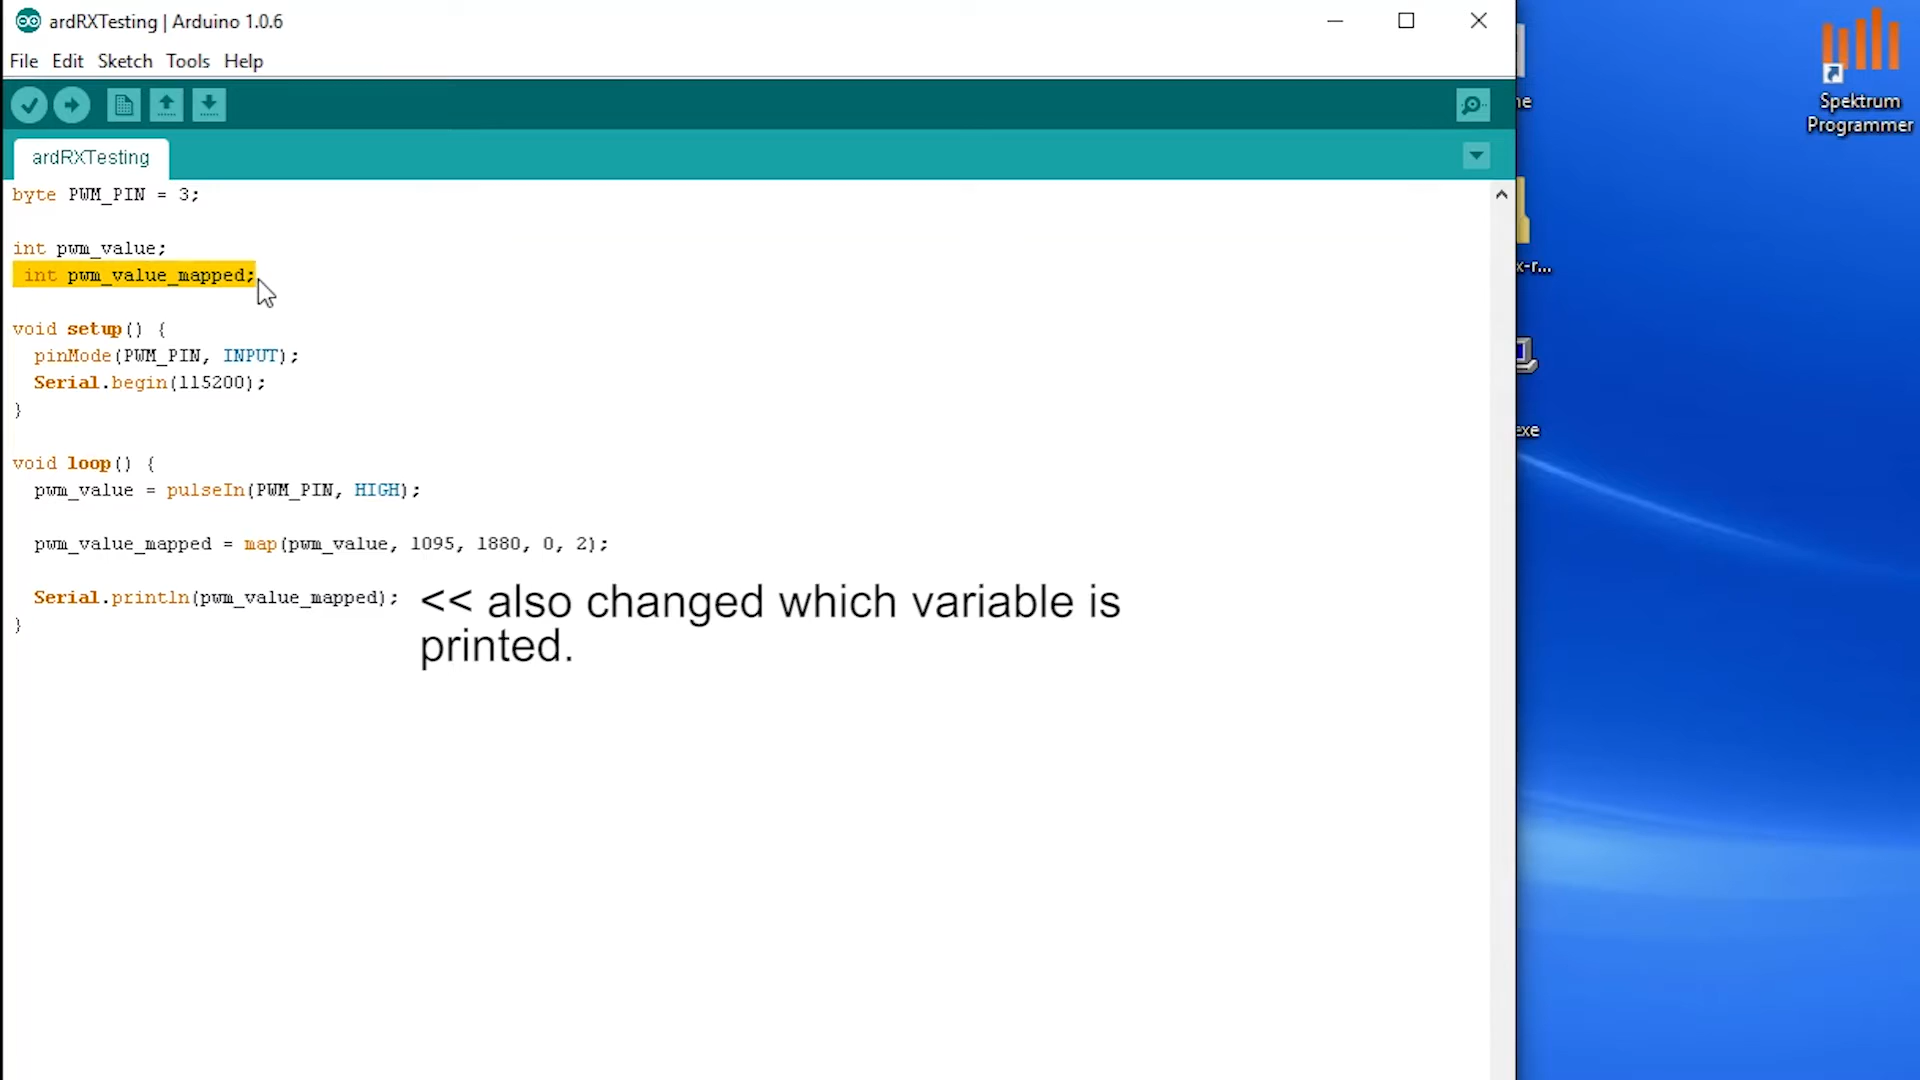 ardRXTesting | Arduino 1.0.6
File Edit Sketch Tools Help
ardRXTesting
byte PWM_PIN = 3;
int pwm_value;
int pwm_value_mapped;
void setup() {
pinMode(PWM_PIN, INPUT);
Serial.begin(115200);
}
void loop() {
pwm_value = pulseIn(PWM_PIN, HIGH);
pwm_value_mapped = map(pwm_value, 1095, 1880, 0, 2);
Serial.println(pwm_value_mapped);
}
<< also changed which variable is
printed.
Spektrum
Programmer
ne
x-r...
exe